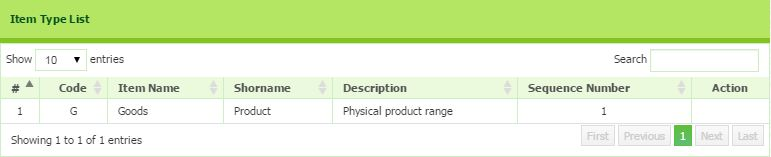 Item Type List
Show 10 entries Search
# Code Item Name Shorname Description Sequence Number Action
1 G Goods Product Physical product range 1
Showing 1 to 1 of 1 entries First Previous 1 Next Last